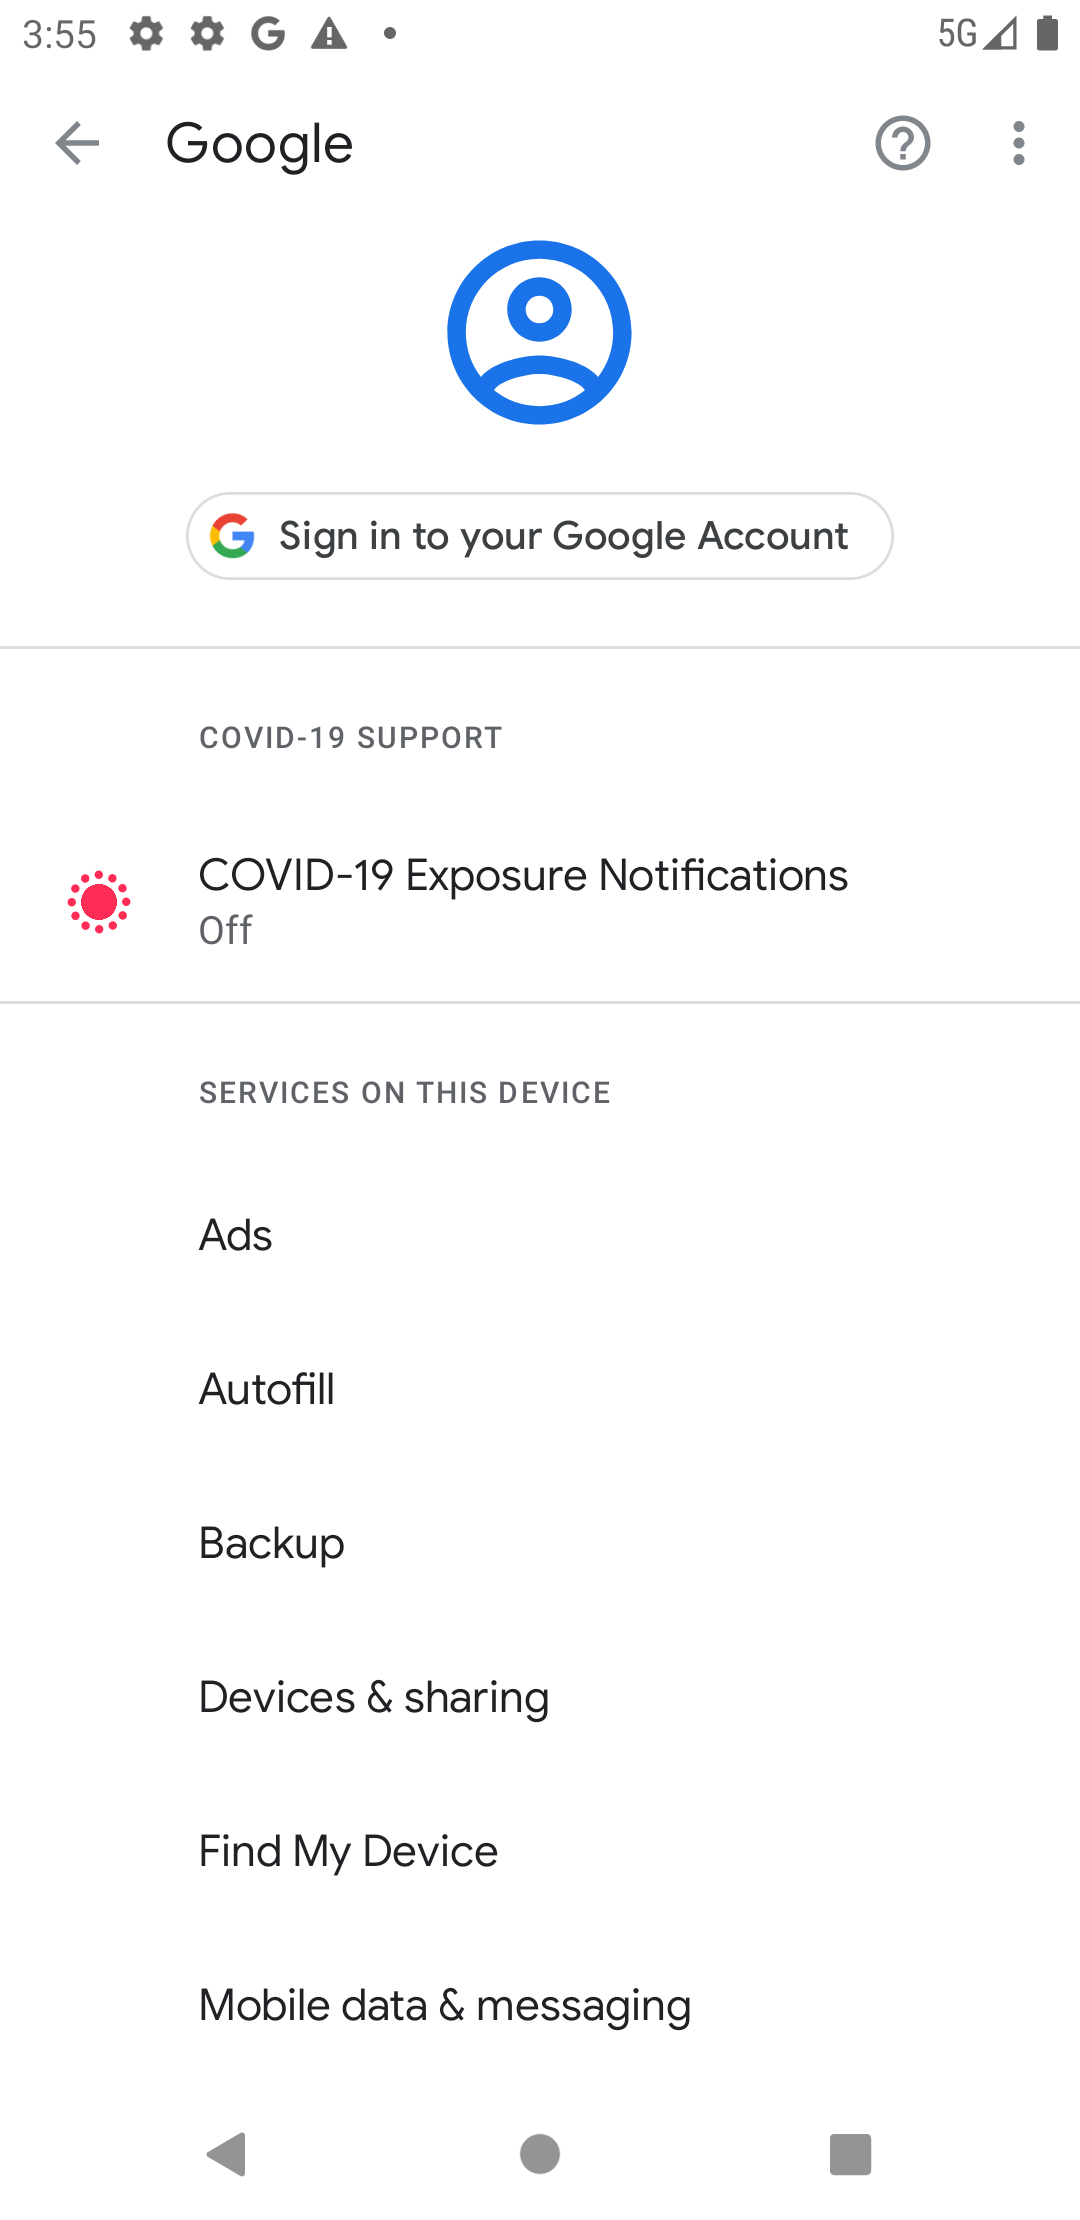 3:55
5G
Google
Sign in to your Google Account
COVID-19 SUPPORT
COVID-19 Exposure Notifications
Off
SERVICES ON THIS DEVICE
Ads
Autofill
Backup
Devices & sharing
Find My Device
Mobile data & messaging